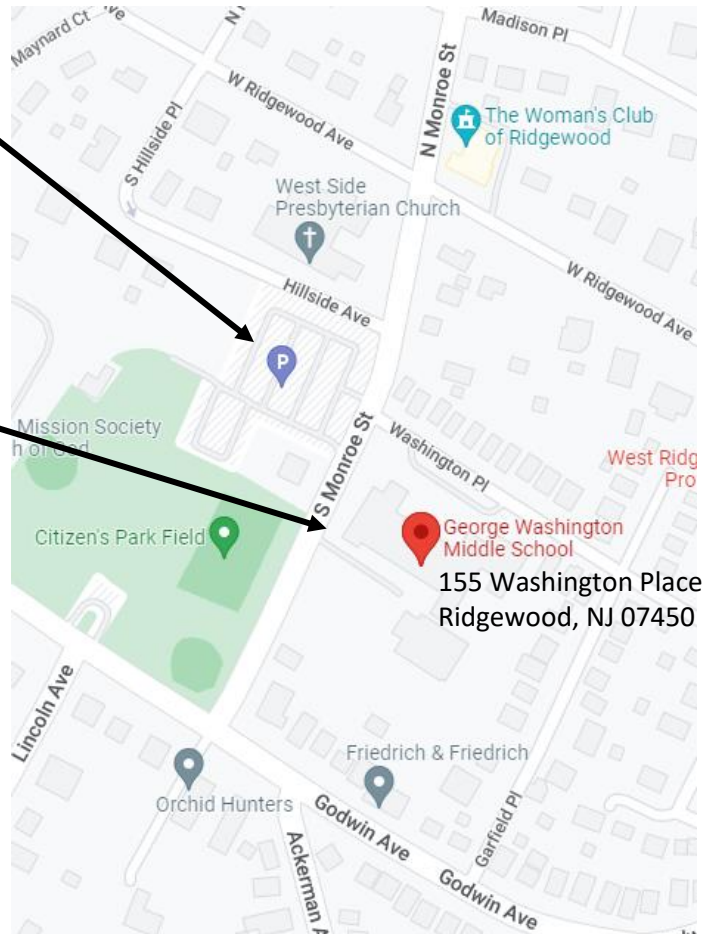 Maynard Ct
Madison Pl
N Monroe St
W Ridgewood Ave
S Hillside Pl
The Woman's Club
of Ridgewood
West Side
Presbyterian Church
W Ridgewood Ave
Hillside Ave
P
S Monroe St
Washington Pl
Mission Society
West Ridg
Pro
George Washington
Middle School
155 Washington Place
Ridgewood, NJ 07450
Citizen's Park Field
Lincoln Ave
Friedrich & Friedrich
Orchid Hunters
Godwin Ave
Garfield Pl
Ackerman A
Godwin Ave